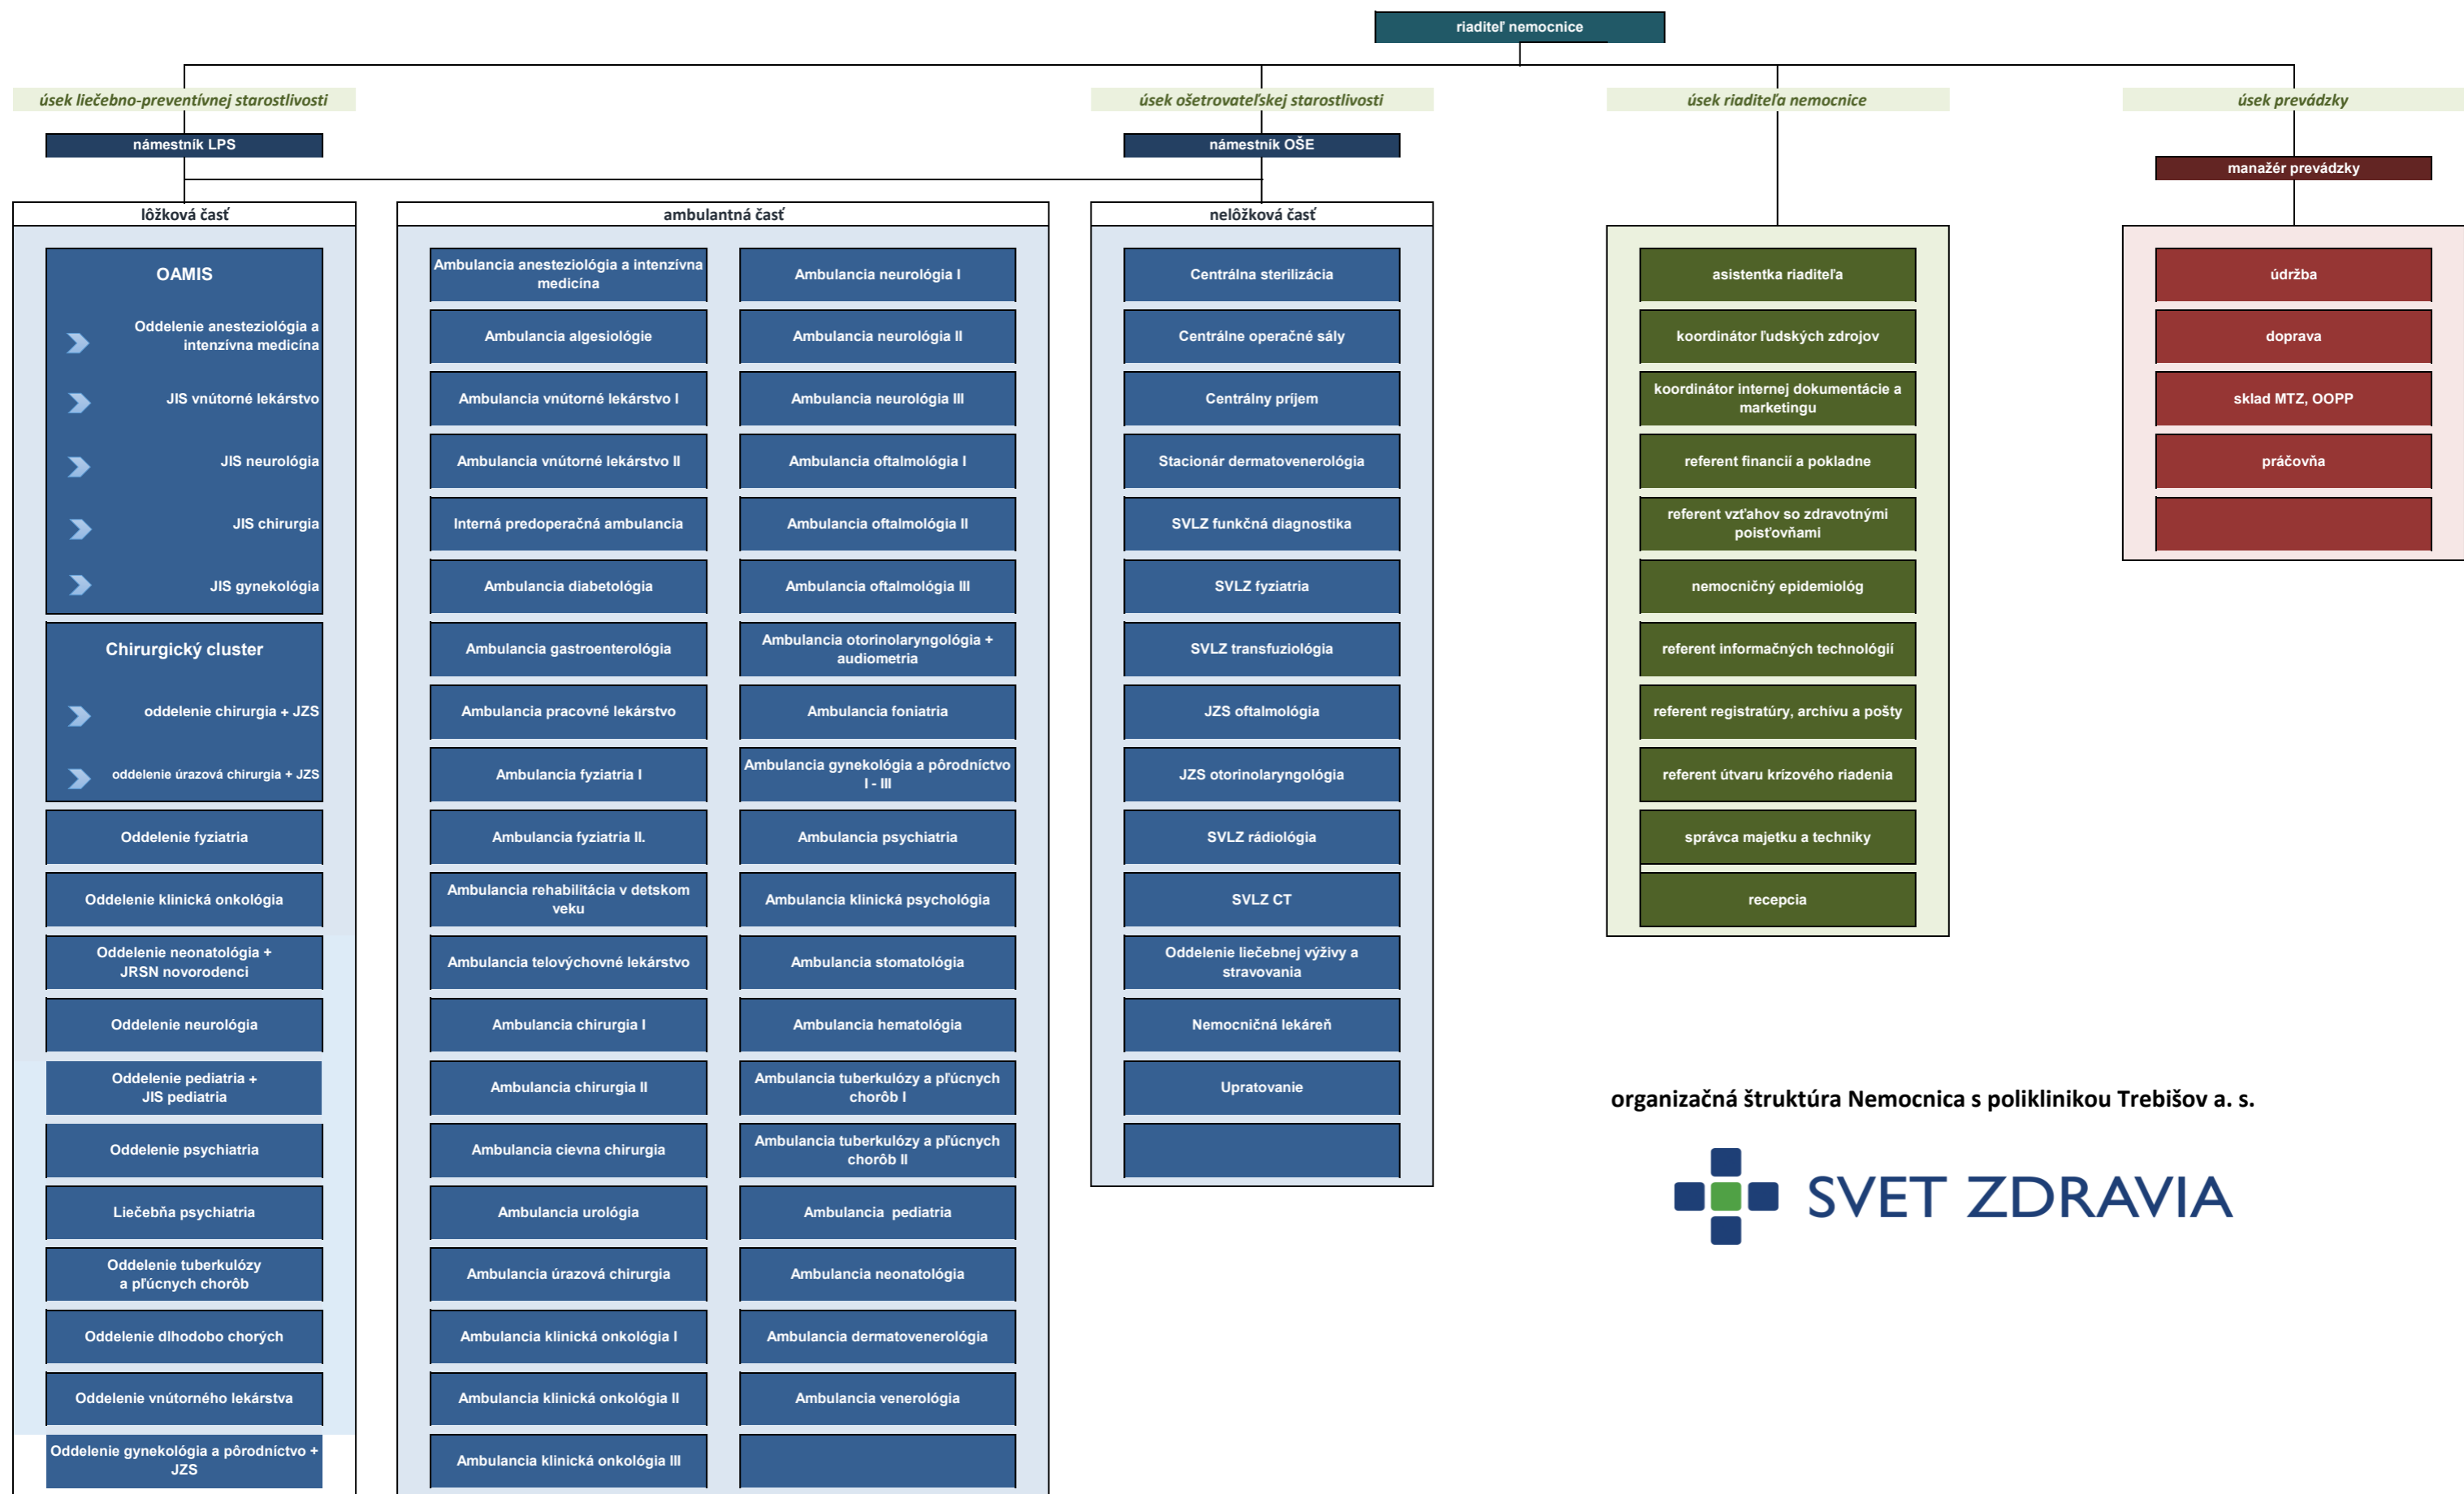 riaditeľ nemocnice
úsek liečebno-preventívnej starostlivosti
úsek ošetrovateľskej starostlivosti
úsek riaditeľa nemocnice
úsek prevádzky
námestník LPS
námestník OŠE
manažér prevádzky
lôžková časť
OAMIS
Oddelenie anesteziológia a
intenzívna medicína
JIS vnútorné lekárstvo
JIS neurológia
JIS chirurgia
JIS gynekológia
Chirurgický cluster
oddelenie chirurgia + JZS
oddelenie úrazová chirurgia + JZS
Oddelenie fyziatria
Oddelenie klinická onkológia
Oddelenie neonatológia +
JRSN novorodenci
Oddelenie neurológia
Oddelenie pediatria +
JIS pediatria
Oddelenie psychiatria
Liečebňa psychiatria
Oddelenie tuberkulózy
a pľúcnych chorôb
Oddelenie dlhodobo chorých
Oddelenie vnútorného lekárstva
Oddelenie gynekológia a pôrodníctvo +
JZS
ambulantná časť
Ambulancia anesteziológia a intenzívna
medicína
Ambulancia algesiológie
Ambulancia vnútorné lekárstvo I
Ambulancia vnútorné lekárstvo II
Interná predoperačná ambulancia
Ambulancia diabetológia
Ambulancia gastroenterológia
Ambulancia pracovné lekárstvo
Ambulancia fyziatria I
Ambulancia fyziatria II.
Ambulancia rehabilitácia v detskom
veku
Ambulancia telovýchovné lekárstvo
Ambulancia chirurgia I
Ambulancia chirurgia II
Ambulancia cievna chirurgia
Ambulancia urológia
Ambulancia úrazová chirurgia
Ambulancia klinická onkológia I
Ambulancia klinická onkológia II
Ambulancia klinická onkológia III
Ambulancia neurológia I
Ambulancia neurológia II
Ambulancia neurológia III
Ambulancia oftalmológia I
Ambulancia oftalmológia II
Ambulancia oftalmológia III
Ambulancia otorinolaryngológia +
audiometria
Ambulancia foniatria
Ambulancia gynekológia a pôrodníctvo
I - III
Ambulancia psychiatria
Ambulancia klinická psychológia
Ambulancia stomatológia
Ambulancia hematológia
Ambulancia tuberkulózy a pľúcnych
chorôb I
Ambulancia tuberkulózy a pľúcnych
chorôb II
Ambulancia  pediatria
Ambulancia neonatológia
Ambulancia dermatovenerológia
Ambulancia venerológia
nelôžková časť
Centrálna sterilizácia
Centrálne operačné sály
Centrálny príjem
Stacionár dermatovenerológia
SVLZ funkčná diagnostika
SVLZ fyziatria
SVLZ transfuziológia
JZS oftalmológia
JZS otorinolaryngológia
SVLZ rádiológia
SVLZ CT
Oddelenie liečebnej výživy a
stravovania
Nemocničná lekáreň
Upratovanie
asistentka riaditeľa
koordinátor ľudských zdrojov
koordinátor internej dokumentácie a
marketingu
referent financií a pokladne
referent vzťahov so zdravotnými
poisťovňami
nemocničný epidemiológ
referent informačných technológií
referent registratúry, archívu a pošty
referent útvaru krízového riadenia
správca majetku a techniky
recepcia
údržba
doprava
sklad MTZ, OOPP
práčovňa
organizačná štruktúra Nemocnica s poliklinikou Trebišov a. s.
SVET ZDRAVIA